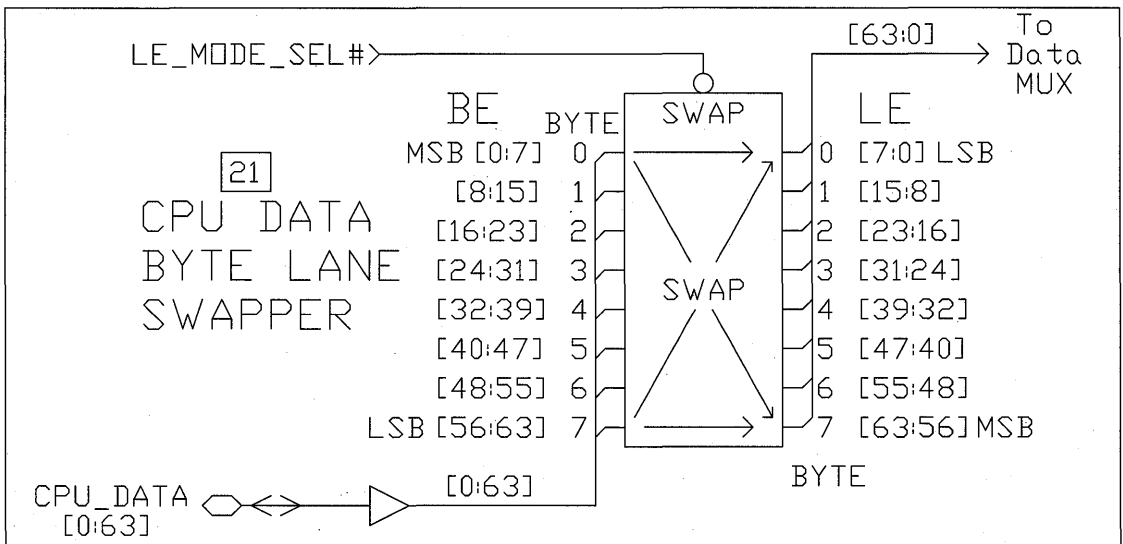 LE_MODE_SEL#
[63:0]
To
Data
MUX
BE
BYTE
SWAP
LE
MSB [0:7] 0
0 [7:0] LSB
21
[8:15] 1
1 [15:8]
CPU DATA
[16:23] 2
2 [23:16]
BYTE LANE
[24:31] 3
3 [31:24]
SWAP
SWAPPER
[32:39] 4
4 [39:32]
[40:47] 5
5 [47:40]
[48:55] 6
6 [55:48]
LSB [56:63] 7
7 [63:56] MSB
BYTE
CPU_DATA
[0:63]
[0:63]